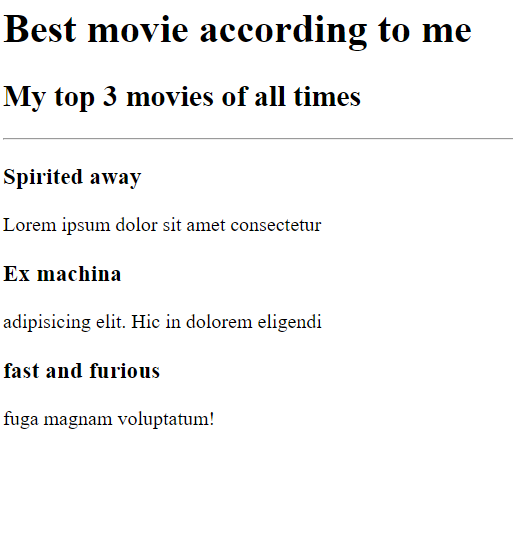 Best movie according to me
My top 3 movies of all times
Spirited away
Lorem ipsum dolor sit amet consectetur
Ex machina
adipisicing elit. Hic in dolorem eligendi
fast and furious
fuga magnam voluptatum!